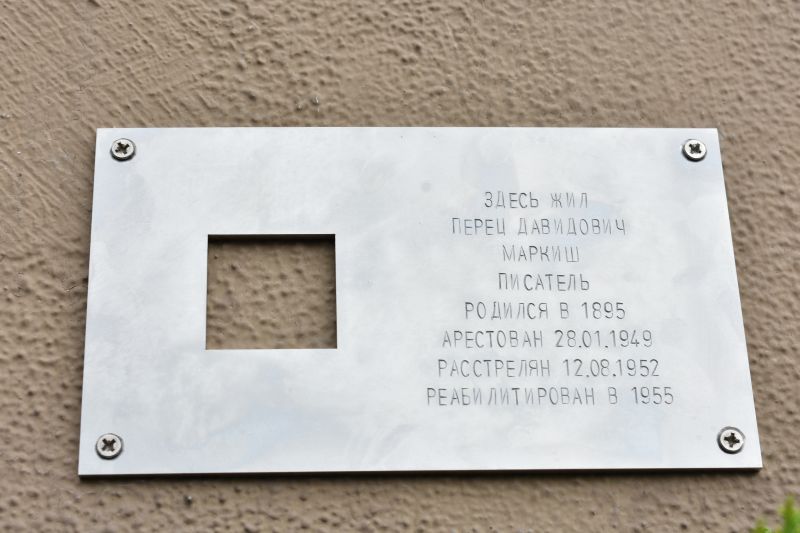 ЗДЕСЬ ЖИЛ
ПЕРЕЦ ДАВИДОВИЧ
МАРКИШ
ПИСАТЕЛЬ
РОДИЛСЯ В 1895
АРЕСТОВАН 28.01.1949
РАССТРЕЛЯН 12.08.1952
РЕАБИЛИТИРОВАН В 1955